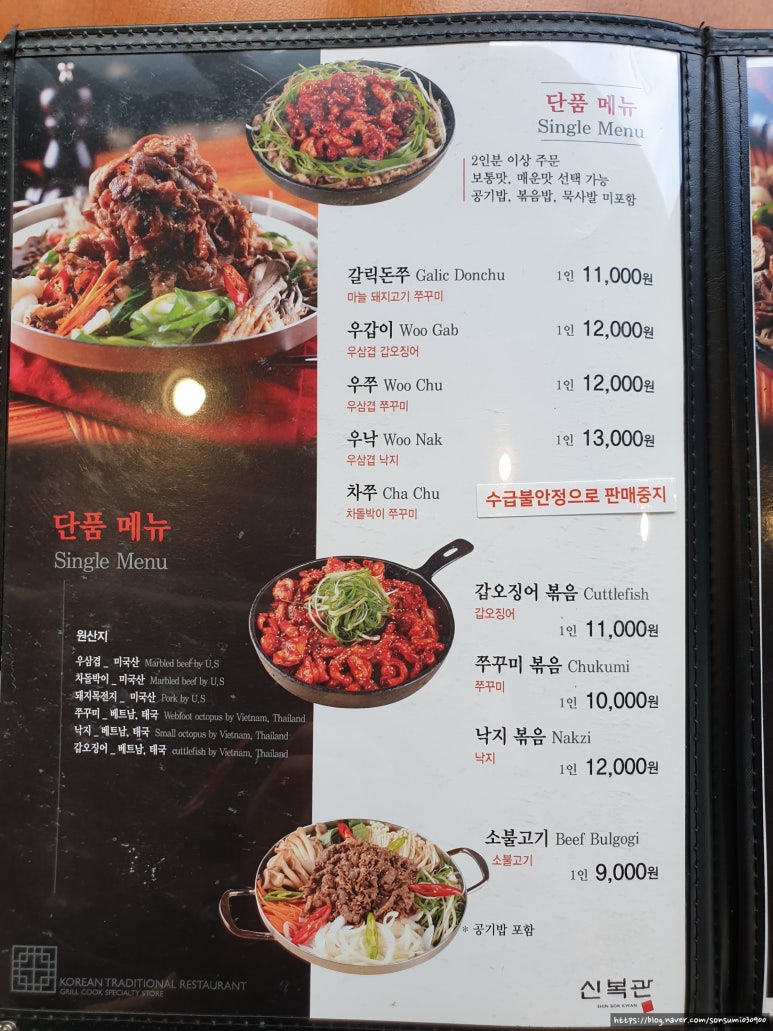 단품 메뉴
Single Menu
2인분 이상 주문
보통맛, 매운맛 선택 가능
공기밥, 볶음밥, 묵사발 미포함
갈릭돈쭈 Galic Donchu 1인 11,000원
마늘 돼지고기 쭈꾸미
우갑이 Woo Gab 1인 12,000원
우삼겹 갑오징어
우쭈 Woo Chu 1인 12,000원
우삼겹 쭈꾸미
우낙 Woo Nak 1인 13,000원
우삼겹 낙지
차쭈 Cha Chu 수급불안정으로 판매중지
차돌박이 쭈꾸미
단품 메뉴
Single Menu
원산지
우삼겹_ 미국산 Marbled beef by U.S
차돌박이_ 미국산 Marbled beef by U.S
돼지목전지_ 미국산 Pork by U.S
쭈꾸미_ 베트남, 태국 Webfoot octopus by Vietnam, Thailand
낙지_ 베트남, 태국 Small octopus by Vietnam, Thailand
갑오징어_ 베트남, 태국 cuttlefish by Vietnam, Thailand
갑오징어 볶음 Cuttlefish
갑오징어
1인 11,000원
쭈꾸미 볶음 Chukumi
쭈꾸미
1인 10,000원
낙지 볶음 Nakzi
낙지
1인 12,000원
소불고기 Beef Bulgogi
소불고기
1인 9,000원
* 공기밥 포함
KOREAN TRADITIONAL RESTAURANT
GRILL COOK SPECIALTY STORE
신복관
SHIN BOK KWAN
https://blog.naver.com/sonsumi030900